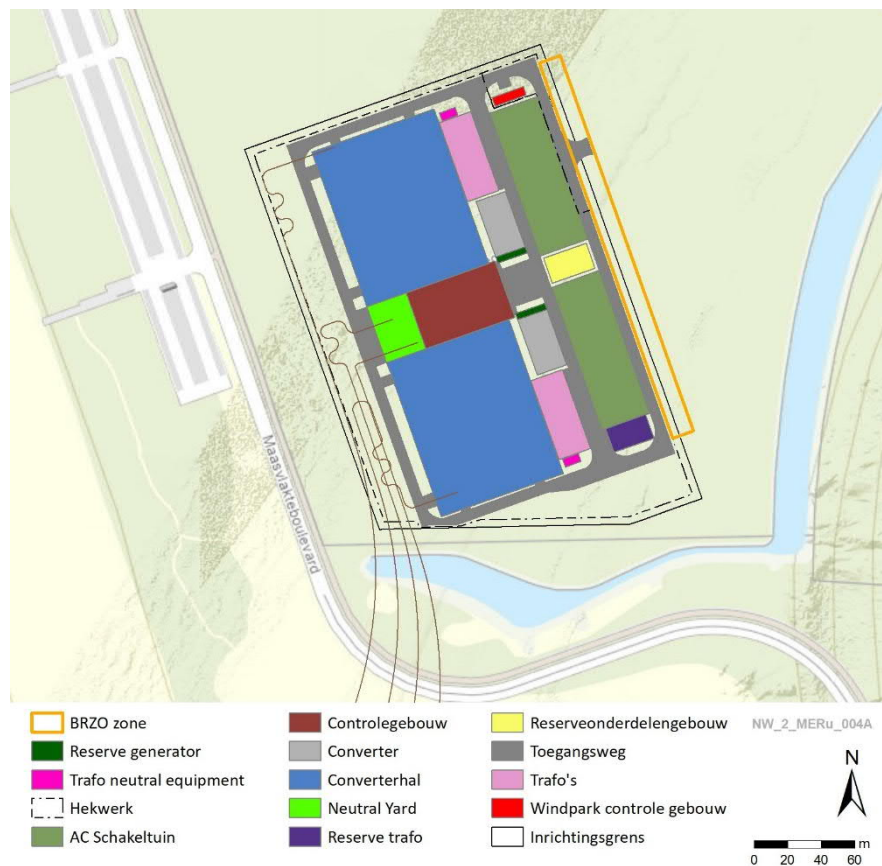 Maasvlakteboulevard
BRZO zone
Reserve generator
Trafo neutral equipment
Hekwerk
AC Schakeltuin
Controlegebouw
Converter
Converterhal
Neutral Yard
Reserve trafo
Reserveonderdelengebouw
Toegangsweg
Trafo's
Windpark controle gebouw
Inrichtingsgrens
NW_2_MERu_004A
N
m
0 20 40 60